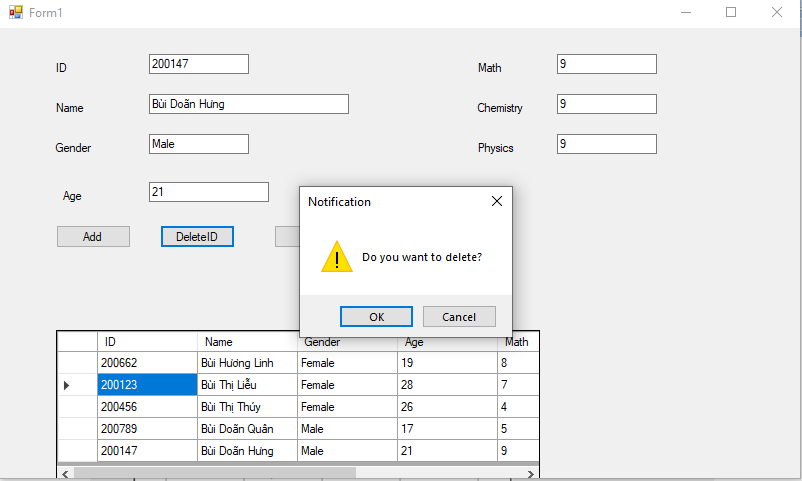 Form1
ID 200147 Math 9
Name Bùi Doãn Hưng Chemistry 9
Gender Male Physics 9
Age 21
Notification
Add DeleteID
Do you want to delete?
OK Cancel
ID Name Gender Age Math
200662 Bùi Hương Linh Female 19 8
200123 Bùi Thị Liễu Female 28 7
200456 Bùi Thị Thúy Female 26 4
200789 Bùi Doãn Quân Male 17 5
200147 Bùi Doãn Hưng Male 21 9